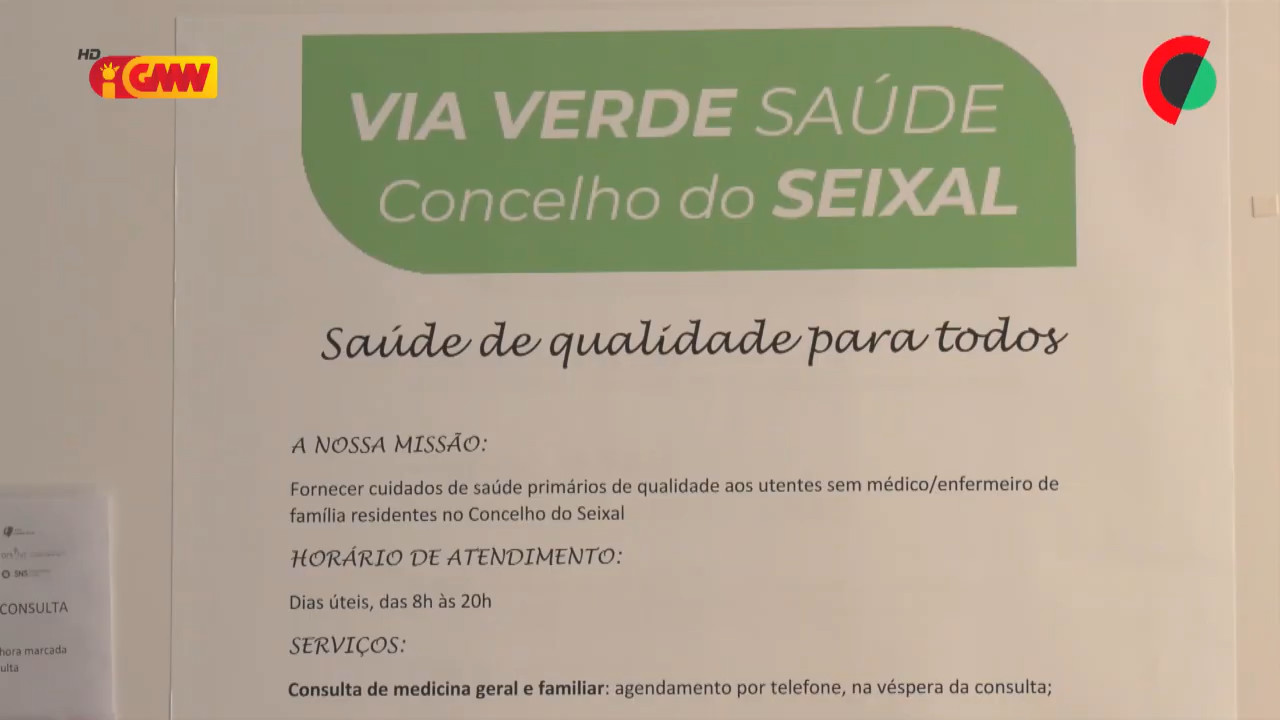 HD
iGMW
VIA VERDE SAÚDE
Concelho do SEIXAL
Saúde de qualidade para todos
A NOSSA MISSÃO:
Fornecer cuidados de saúde primários de qualidade aos utentes sem médico/enfermeiro de
família residentes no Concelho do Seixal
HORÁRIO DE ATENDIMENTO:
Dias úteis, das 8h às 20h
SERVIÇOS:
Consulta de medicina geral e familiar: agendamento por telefone, na véspera da consulta;
SNS
CONSULTA
hora marcada
ulta